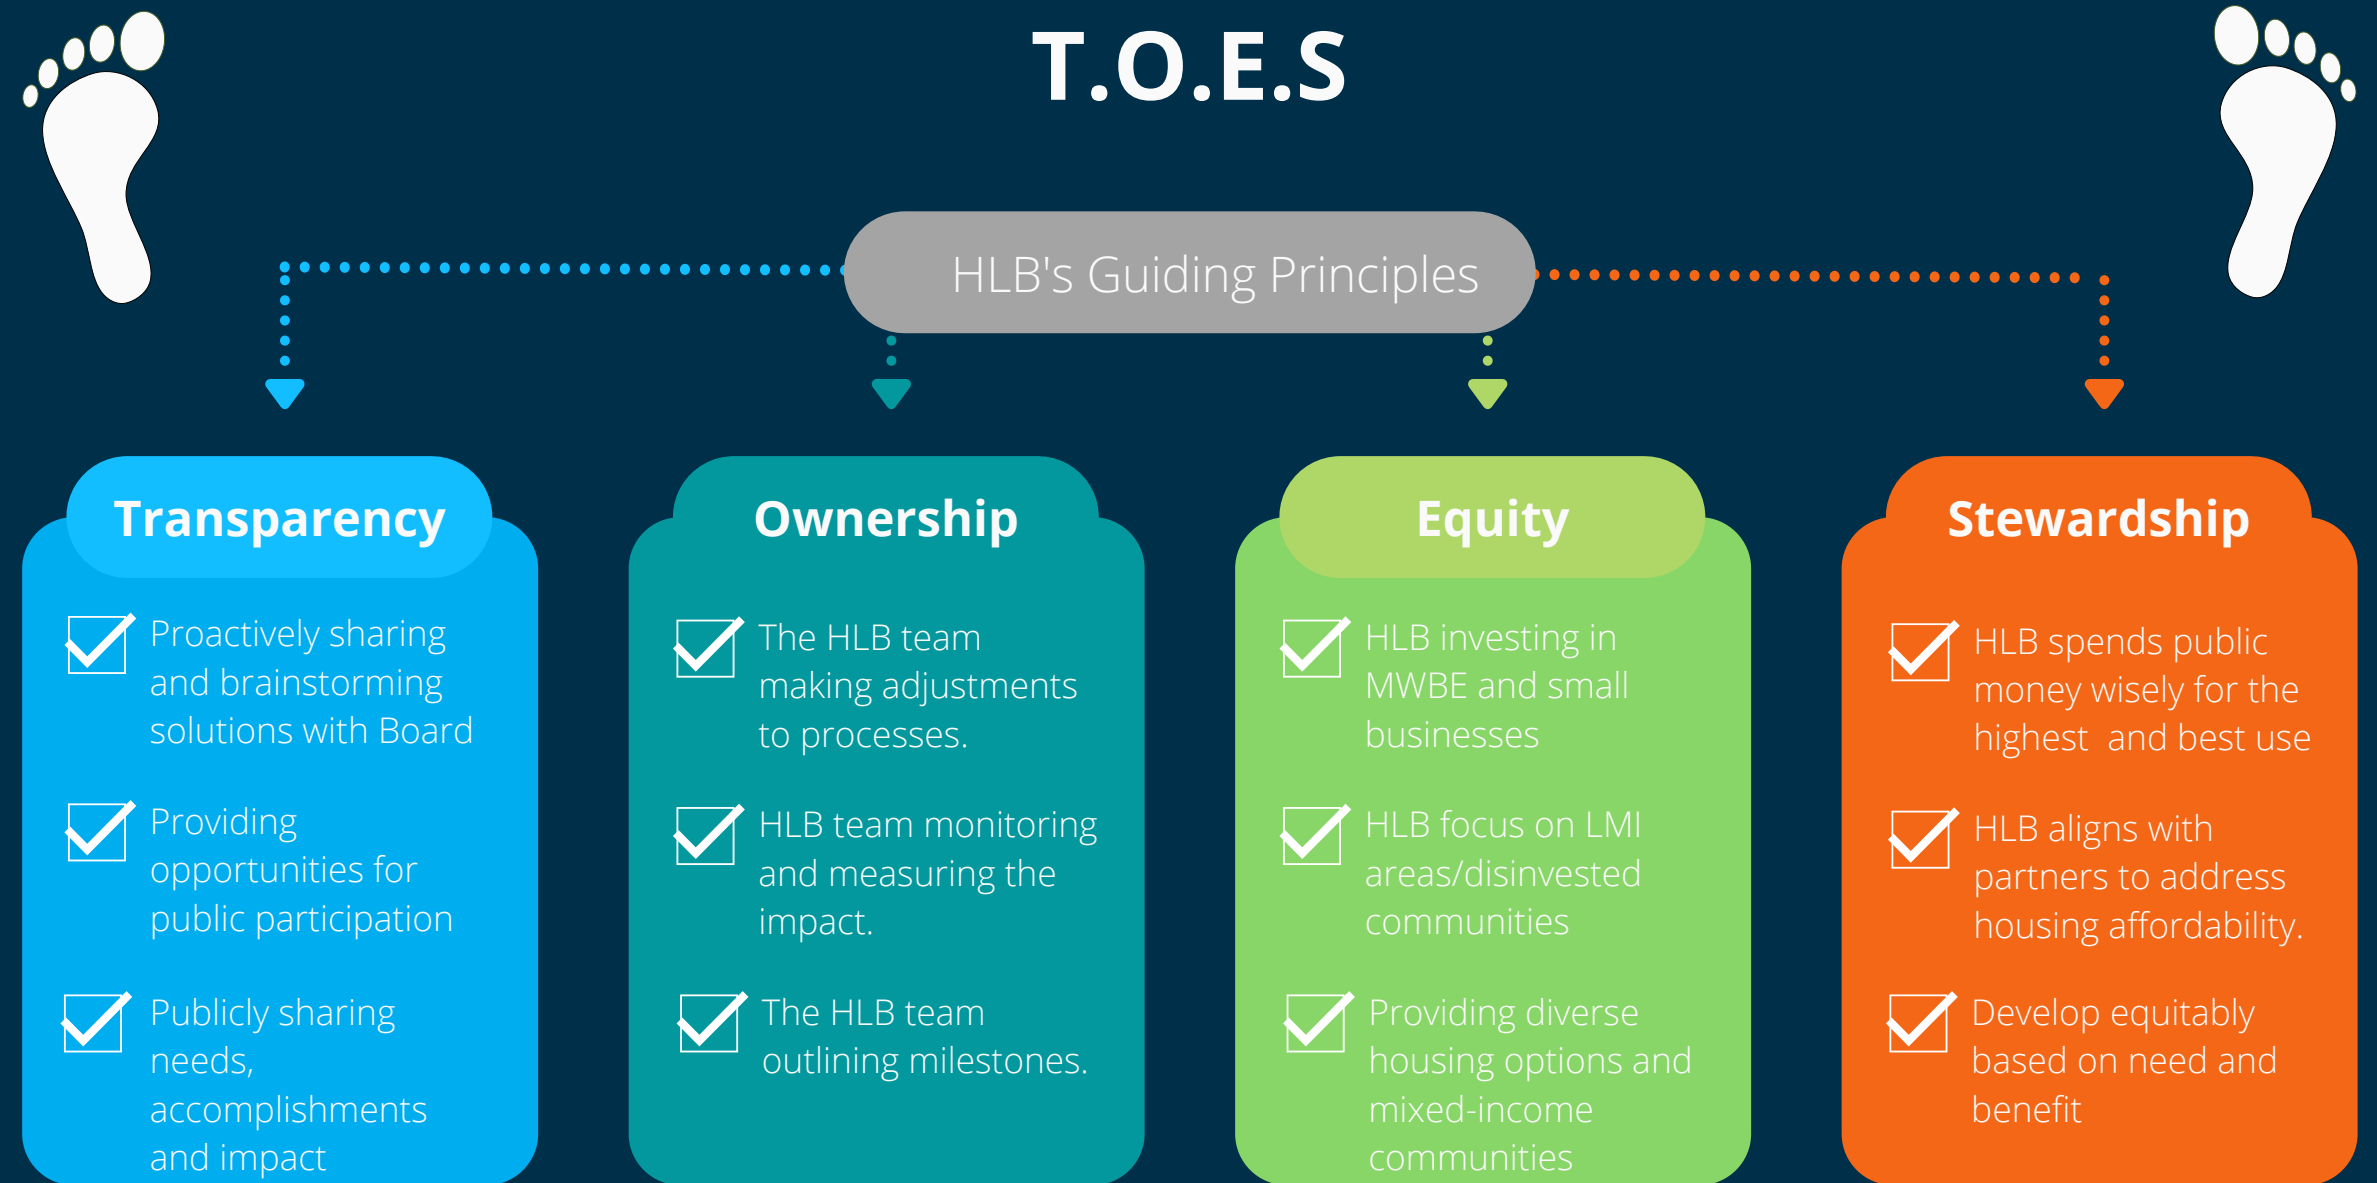 T.O.E.S
HLB's Guiding Principles
Transparency
Proactively sharing
and brainstorming
solutions with Board
Providing
opportunities for
public participation
Publicly sharing
needs,
accomplishments
and impact
Ownership
The HLB team
making adjustments
to processes.
HLB team monitoring
and measuring the
impact.
The HLB team
outlining milestones.
Equity
HLB investing in
MWBE and small
businesses
HLB focus on LMI
areas/disinvested
communities
Providing diverse
housing options and
mixed-income
communities
Stewardship
HLB spends public
money wisely for the
highest  and best use
HLB aligns with
partners to address
housing affordability.
Develop equitably
based on need and
benefit